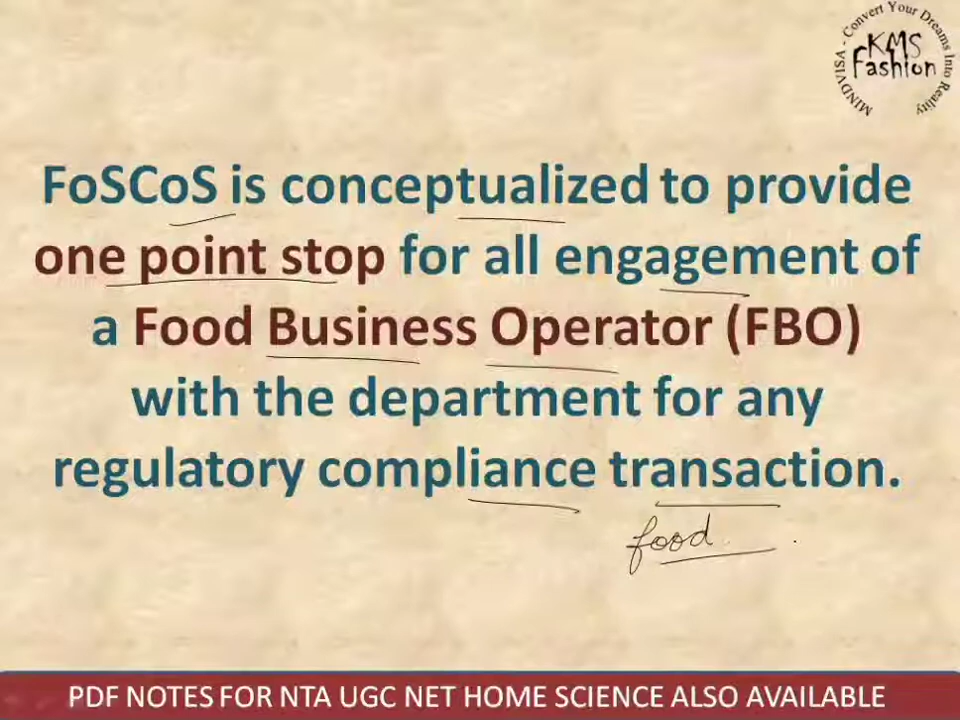 MINDVISA - Convert Your Dreams Into Reality
KMS
Fashion
FoSCoS is conceptualized to provide
one point stop for all engagement of
a Food Business Operator (FBO)
with the department for any
regulatory compliance transaction.
food
PDF NOTES FOR NTA UGC NET HOME SCIENCE ALSO AVAILABLE